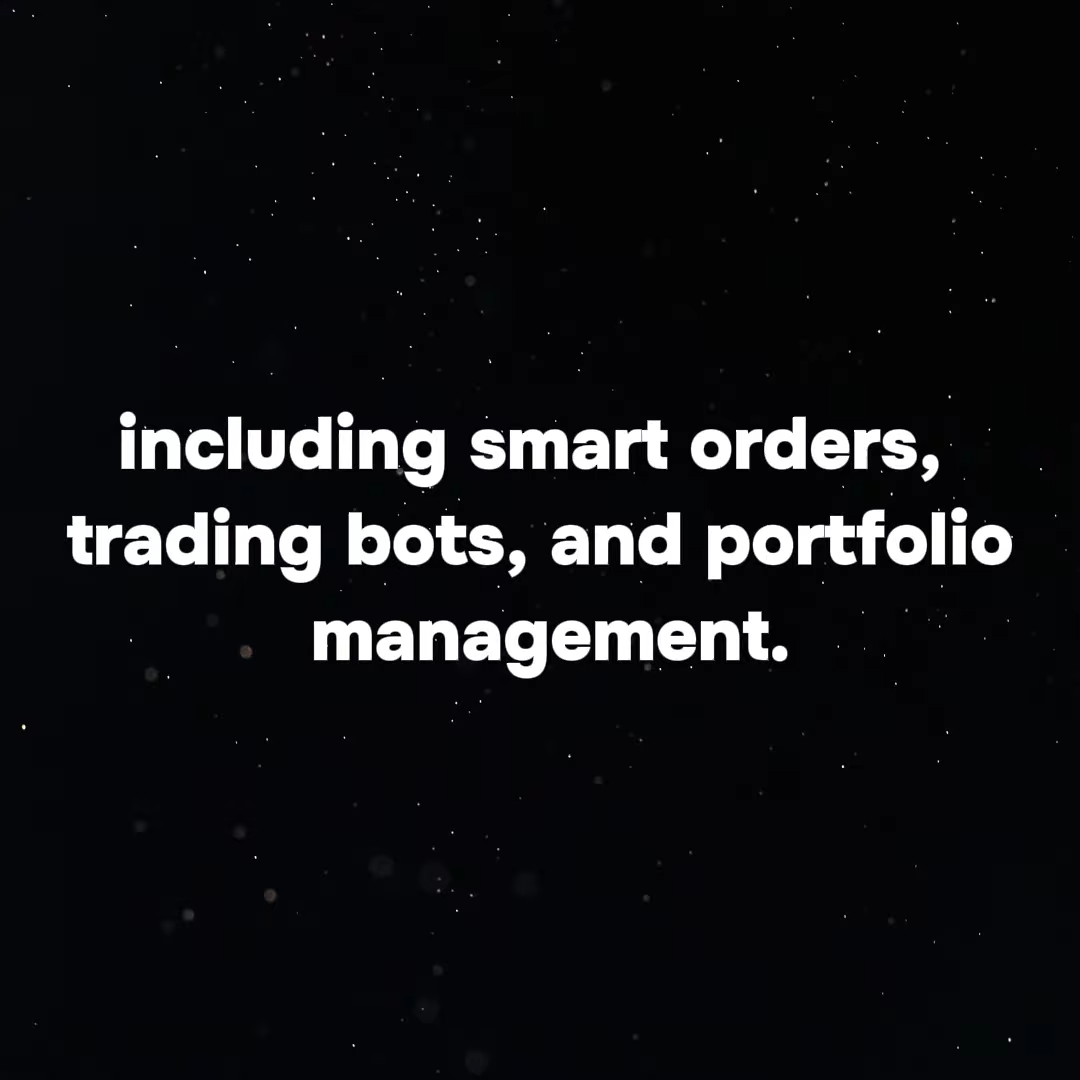 including smart orders,
trading bots, and portfolio
management.